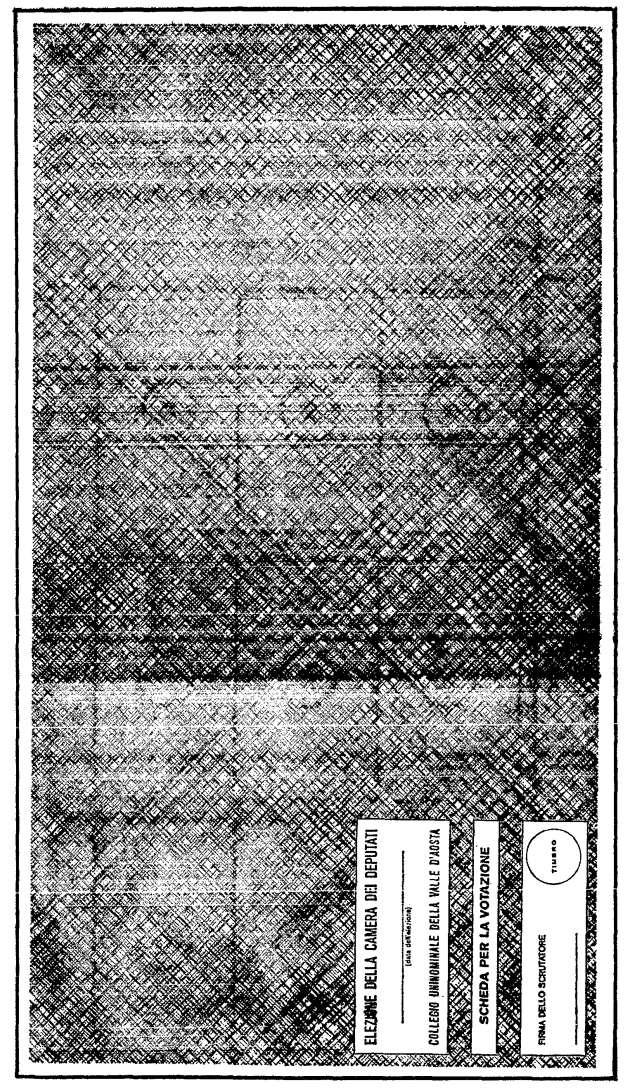 ELEZIONE DELLA CAMERA DEI DEPUTATI
(data dell'elezione)
COLLEGIO UNINOMINALE DELLA VALLE D'AOSTA
SCHEDA PER LA VOTAZIONE
FIRMA DELLO SCRUTATORE
TIMBRO